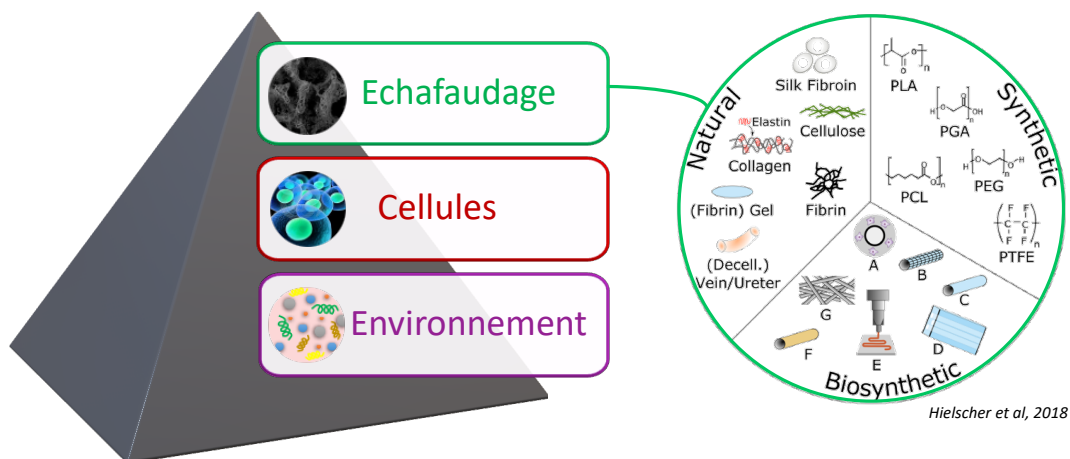 Echafaudage
Cellules
Environnement
Natural
Silk Fibroin
Cellulose
Elastin
Collagen
(Fibrin) Gel
Fibrin
(Decell.)
Vein/Ureter
Synthetic
PLA
O
O
n
PGA
H
O
O
OH
n
PCL
O
O
n
PEG
H
O
O
H
n
PTFE
F
F
C
C
F
F
n
Biosynthetic
A
B
C
D
E
F
G
Hielscher et al, 2018